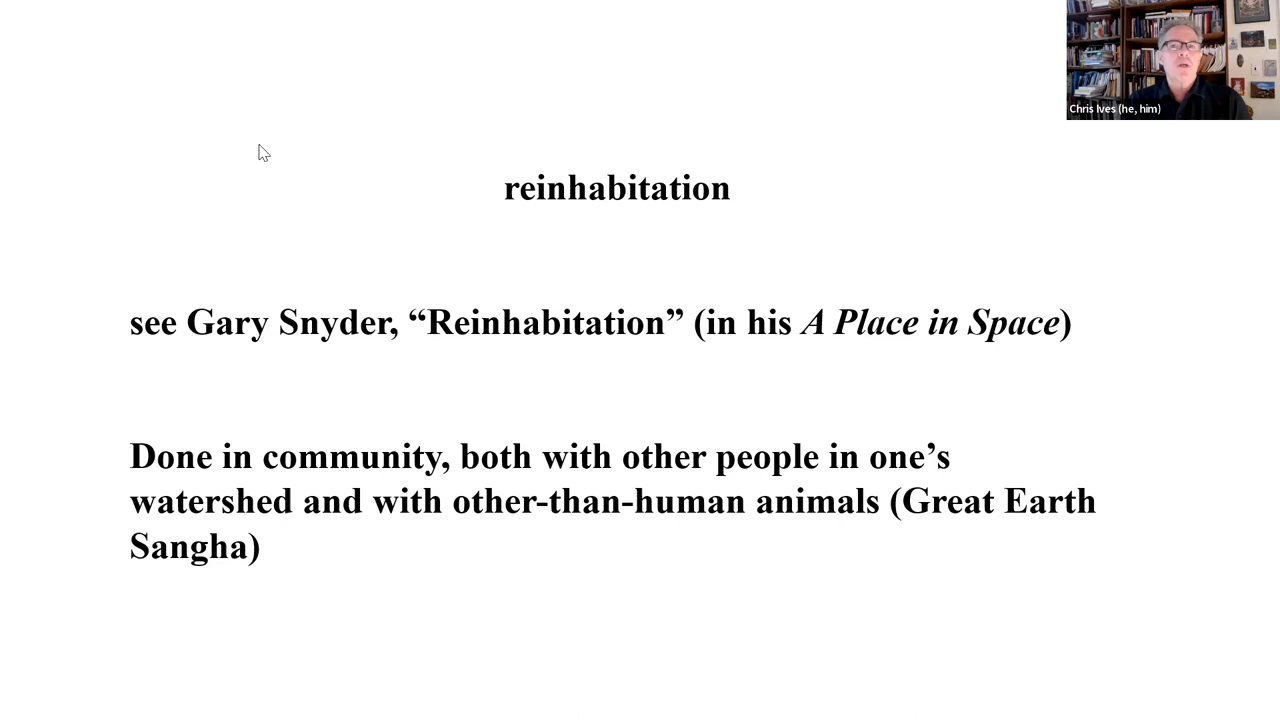 Chris Ives (he, him)
reinhabitation
see Gary Snyder, “Reinhabitation” (in his A Place in Space)
Done in community, both with other people in one’s
watershed and with other-than-human animals (Great Earth
Sangha)